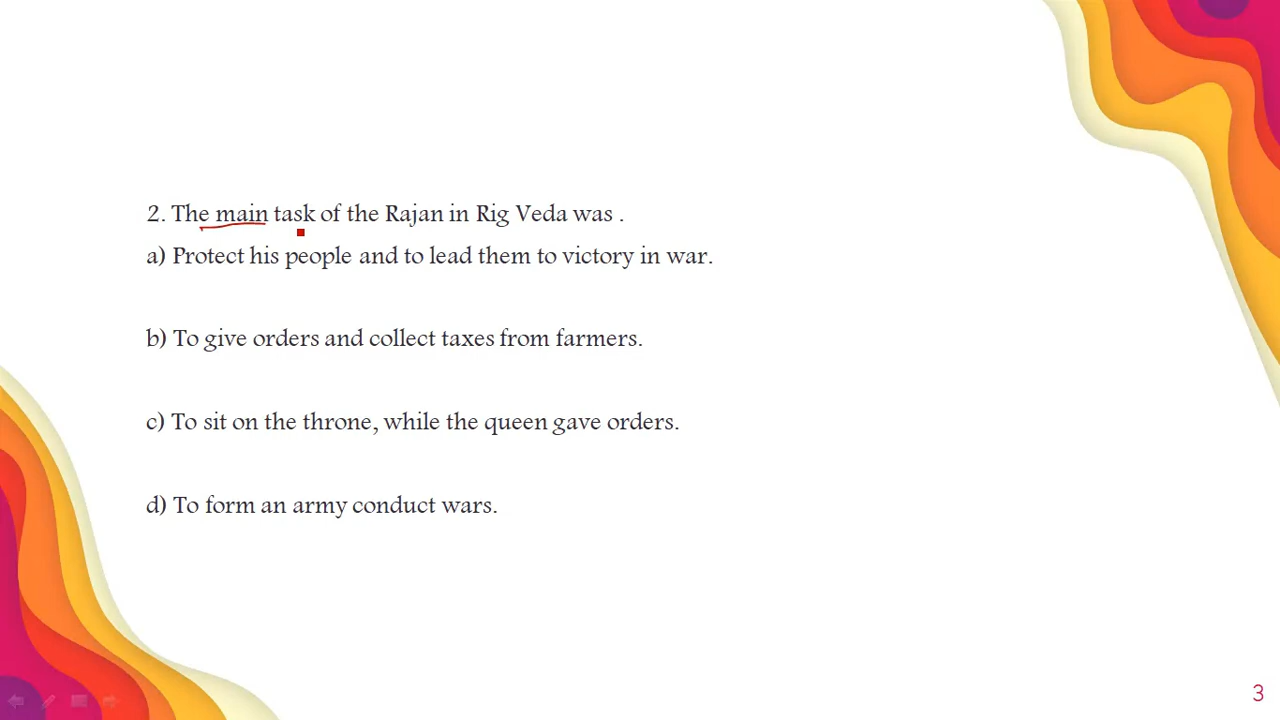 2. The main task of the Rajan in Rig Veda was .
a) Protect his people and to lead them to victory in war.
b) To give orders and collect taxes from farmers.
c) To sit on the throne, while the queen gave orders.
d) To form an army conduct wars.
3